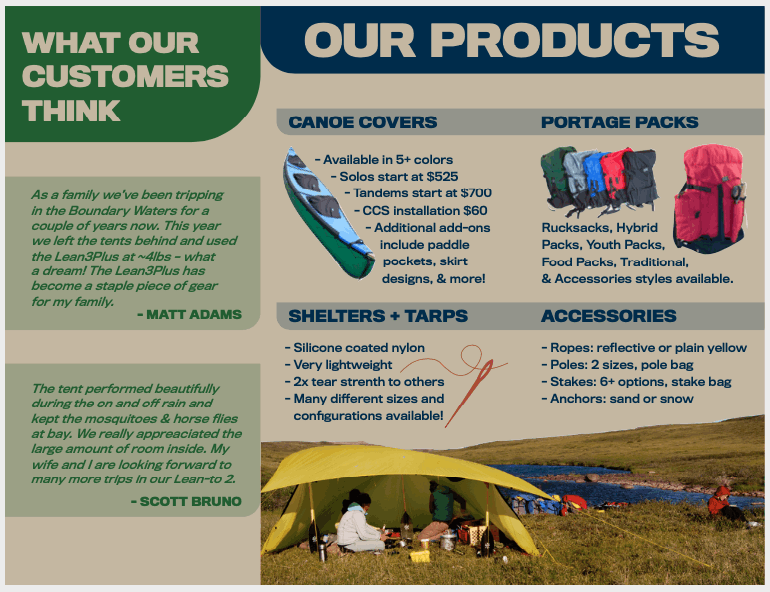 WHAT OUR
CUSTOMERS
THINK
As a family we've been tripping
in the Boundary Waters for a
couple of years now. This year
we left the tents behind and used
the Lean3Plus at ~4lbs - what
a dream! The Lean3Plus has
become a staple piece of gear
for my family.
- MATT ADAMS
The tent performed beautifully
during the on and off rain and
kept the mosquitoes & horse flies
at bay. We really appreaciated the
large amount of room inside. My
wife and I are looking forward to
many more trips in our Lean-to 2.
- SCOTT BRUNO
OUR PRODUCTS
CANOE COVERS
- Available in 5+ colors
- Solos start at $525
- Tandems start at $700
- CCS installation $60
- Additional add-ons
include paddle
pockets, skirt
designs, & more!
PORTAGE PACKS
Rucksacks, Hybrid
Packs, Youth Packs,
Food Packs, Traditional,
& Accessories styles available.
SHELTERS + TARPS
- Silicone coated nylon
- Very lightweight
- 2x tear strenth to others
- Many different sizes and
configurations available!
ACCESSORIES
- Ropes: reflective or plain yellow
- Poles: 2 sizes, pole bag
- Stakes: 6+ options, stake bag
- Anchors: sand or snow